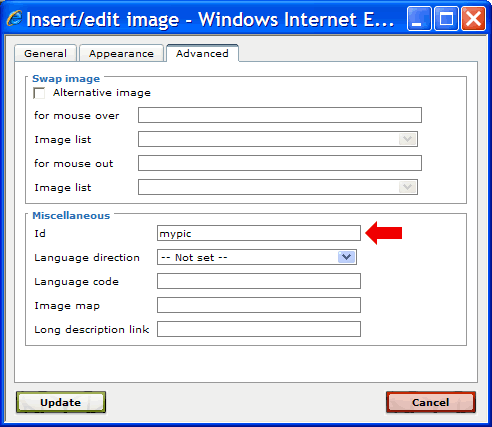 Insert/edit image - Windows Internet E...
General Appearance Advanced
Swap image
Alternative image
for mouse over
Image list
for mouse out
Image list
Miscellaneous
Id mypic
Language direction -- Not set --
Language code
Image map
Long description link
Update Cancel